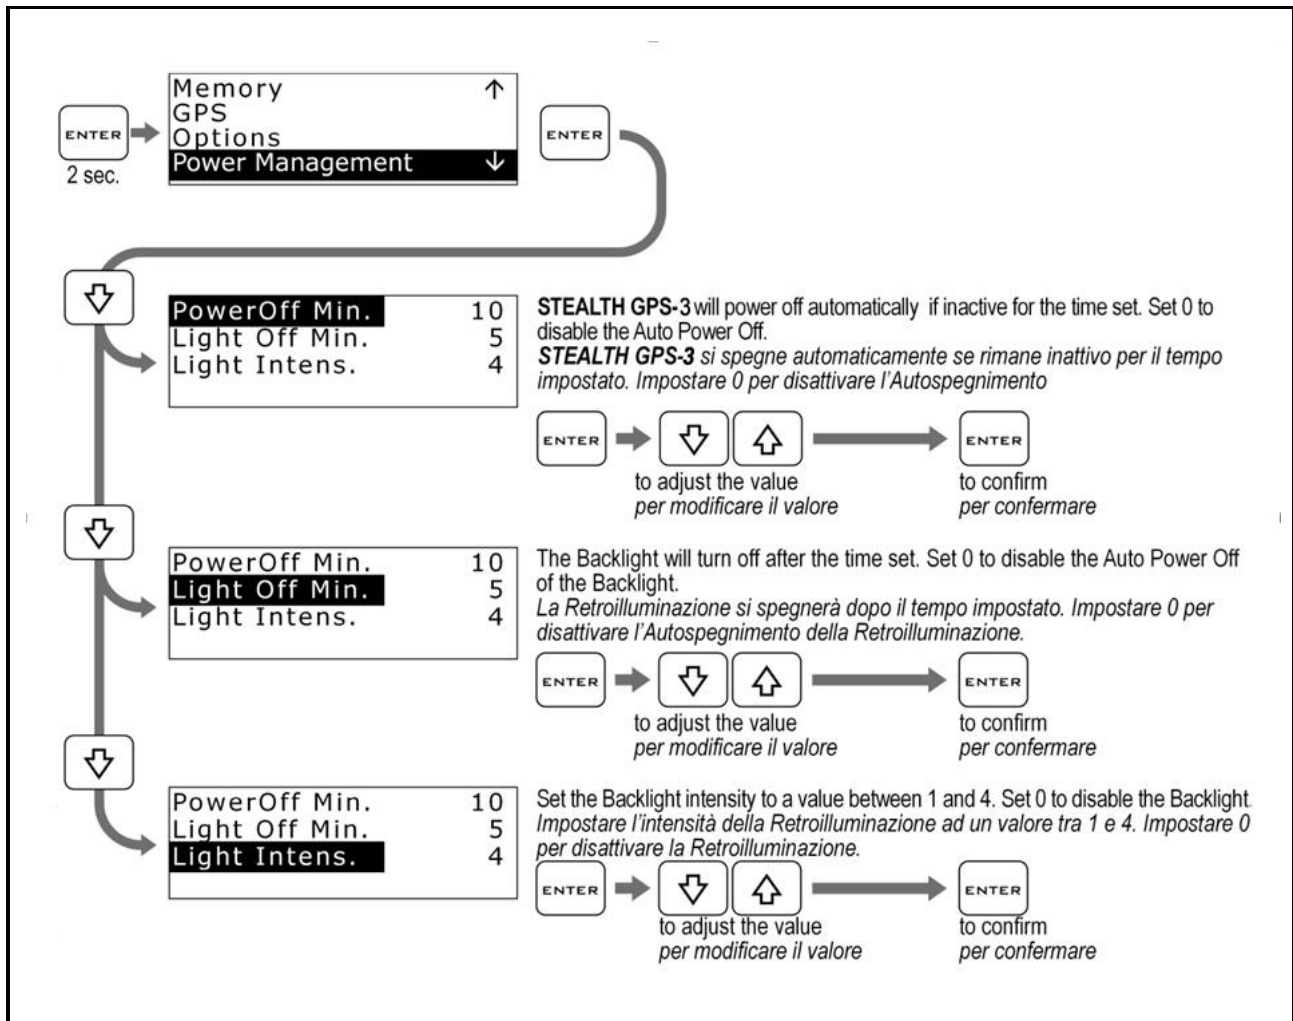 Memory ↑
GPS
ENTER
Options
ENTER
Power Management ↓
2 sec.
PowerOff Min. 10
Light Off Min. 5
Light Intens. 4
STEALTH GPS-3 will power off automatically if inactive for the time set. Set 0 to
disable the Auto Power Off.
STEALTH GPS-3 si spegne automaticamente se rimane inattivo per il tempo
impostato. Impostare 0 per disattivare l'Autospegnimento
ENTER
ENTER
to adjust the value
per modificare il valore
to confirm
per confermare
PowerOff Min. 10
Light Off Min. 5
Light Intens. 4
The Backlight will turn off after the time set. Set 0 to disable the Auto Power Off
of the Backlight.
La Retroilluminazione si spegnerà dopo il tempo impostato. Impostare 0 per
disattivare l'Autospegnimento della Retroilluminazione.
ENTER
ENTER
to adjust the value
per modificare il valore
to confirm
per confermare
PowerOff Min. 10
Light Off Min. 5
Light Intens. 4
Set the Backlight intensity to a value between 1 and 4. Set 0 to disable the Backlight.
Impostare l'intensità della Retroilluminazione ad un valore tra 1 e 4. Impostare 0
per disattivare la Retroilluminazione.
ENTER
ENTER
to adjust the value
per modificare il valore
to confirm
per confermare